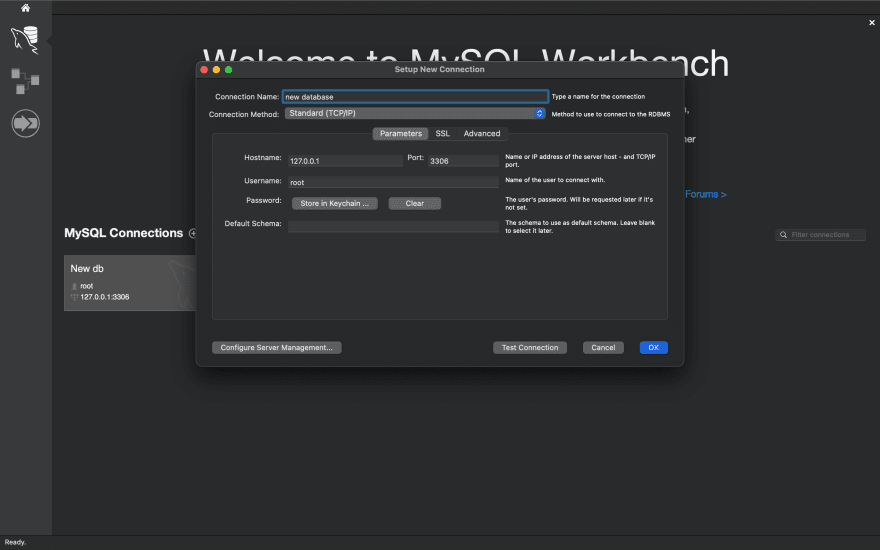 Welcome to MySQL Workbench
Setup New Connection
Connection Name: new database Type a name for the connection
Connection Method: Standard (TCP/IP) Method to use to connect to the RDBMS
Parameters SSL Advanced
Hostname: 127.0.0.1 Port: 3306 Name or IP address of the server host - and TCP/IP
port.
Username: root Name of the user to connect with.
Password: Store in Keychain ... Clear The user's password. Will be requested later if it's
not set.
Default Schema: The schema to use as default schema. Leave blank
to select it later.
Forums >
MySQL Connections
Filter connections
New db
root
127.0.0.1:3306
Configure Server Management... Test Connection Cancel OK
Ready.